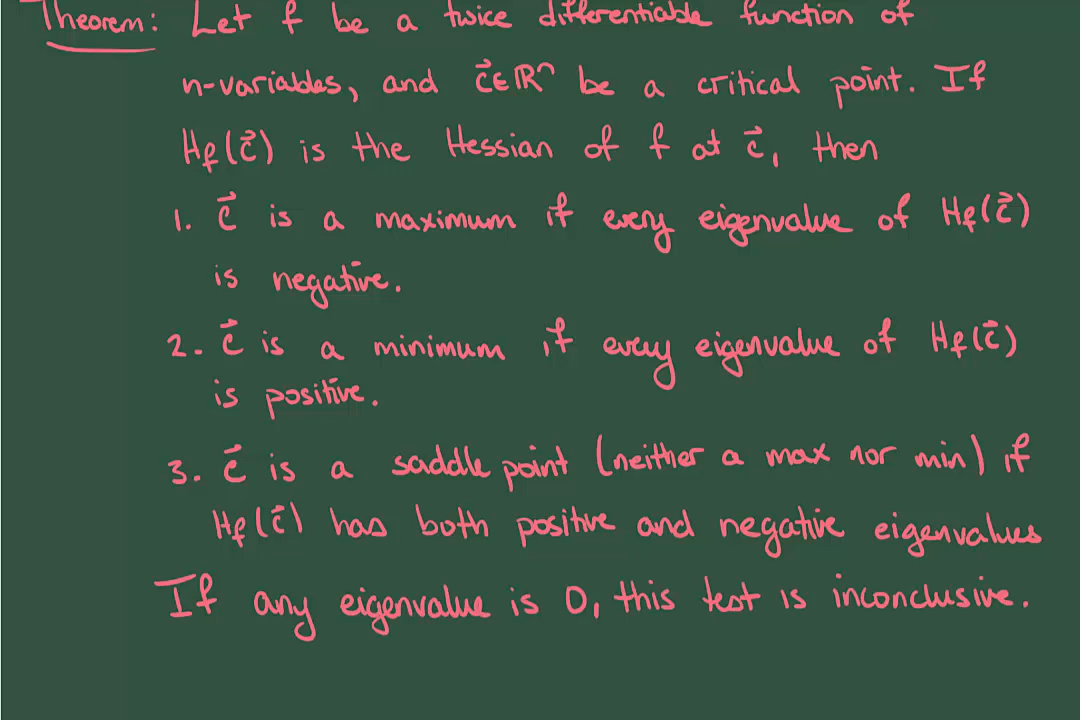 Theorem: Let f be a twice differentiable function of
n-variables, and c⃗∈ℝⁿ be a critical point. If
Hf(c⃗) is the Hessian of f at c⃗, then
1. c⃗ is a maximum if every eigenvalue of Hf(c⃗)
is negative.
2. c⃗ is a minimum if every eigenvalue of Hf(c⃗)
is positive.
3. c⃗ is a saddle point (neither a max nor min) if
Hf(c⃗) has both positive and negative eigenvalues
If any eigenvalue is 0, this test is inconclusive.